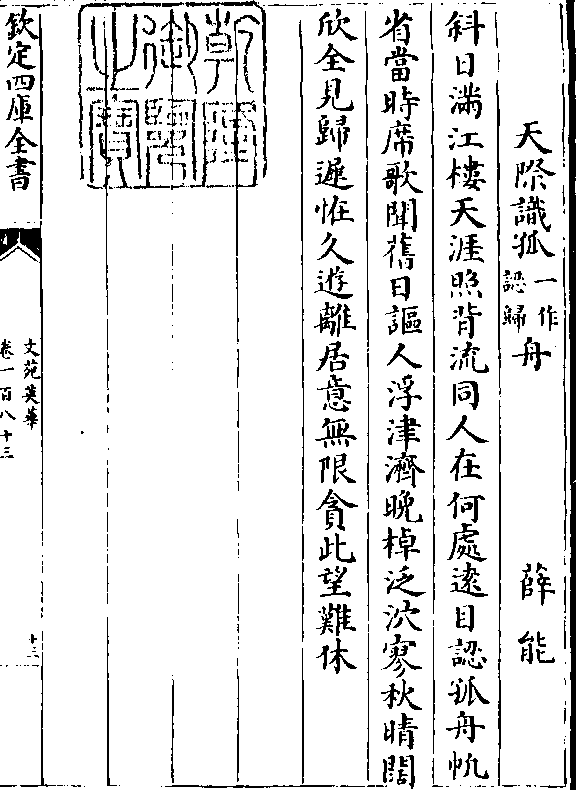 天際識孤一作認歸舟　薛能
斜日滿江樓天涯照背流同人在何處遠目認孤舟帆
省當時席歌聞舊日謳人浮津濟晚棹泛泬寥秋晴闊
欣全見歸遲恠久遊離居意無限貪此望難休
乾隆御覽之寶
欽定四庫全書
文苑英華
卷一百八十三
十三